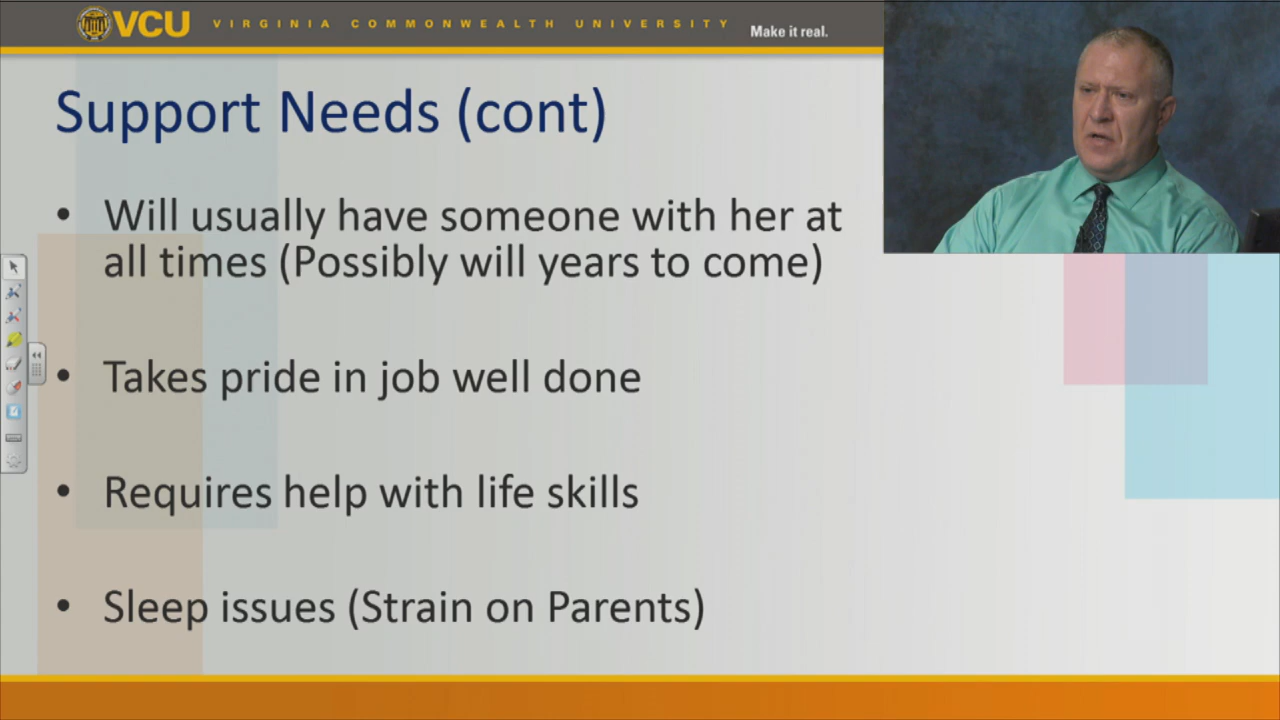 VCU VIRGINIA COMMONWEALTH UNIVERSITY Make it real.
Support Needs (cont)
• Will usually have someone with her at
all times (Possibly will years to come)
• Takes pride in job well done
• Requires help with life skills
• Sleep issues (Strain on Parents)